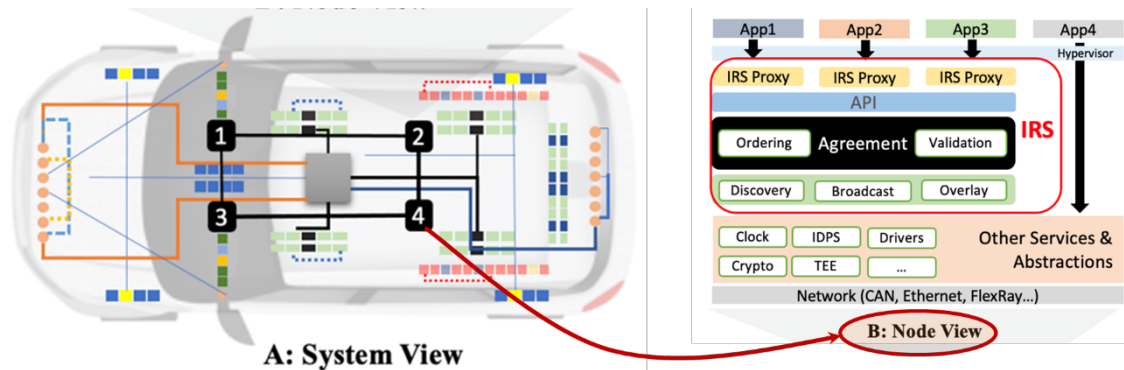 1
2
3
4
A: System View
App1 App2 App3 App4
Hypervisor
IRS Proxy IRS Proxy IRS Proxy
API
IRS
Ordering Agreement Validation
Discovery Broadcast Overlay
Clock IDPS Drivers
Other Services &
Abstractions
Crypto TEE ...
Network (CAN, Ethernet, FlexRay...)
B: Node View